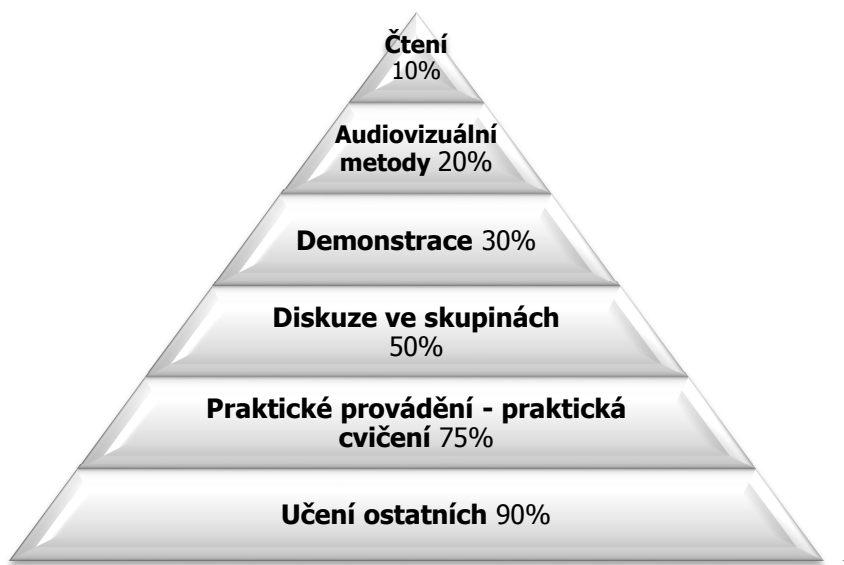 Čtení
10%
Audiovizuální
metody 20%
Demonstrace 30%
Diskuze ve skupinách
50%
Praktické provádění - praktická
cvičení 75%
Učení ostatních 90%